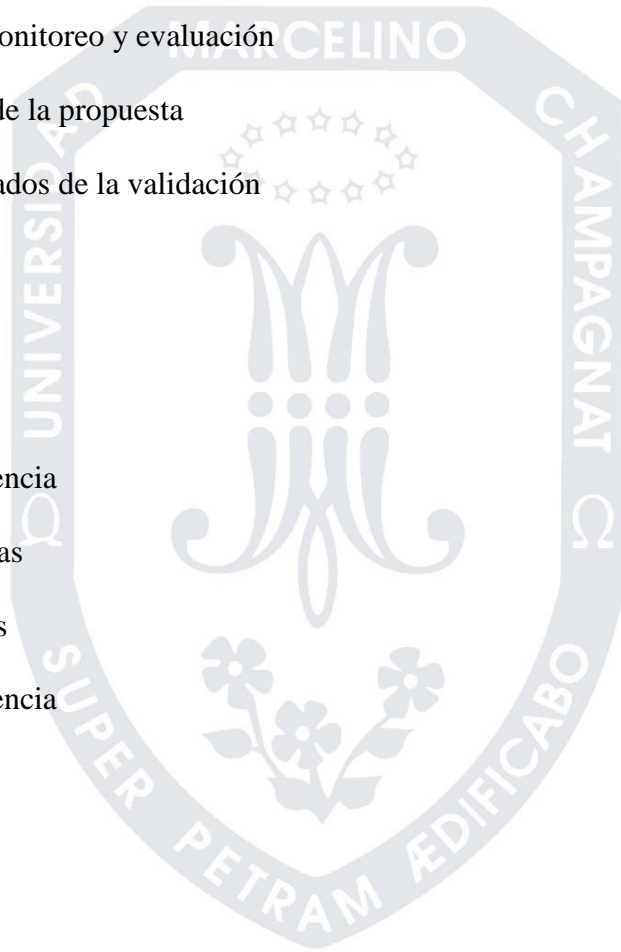 onitoreo y evaluación
de la propuesta
ados de la validación
encia
as
s
encia
UNIVERSIDAD MARCELINO CHAMPAGNAT
Ω SUPER PETRAM ÆDIFICABO Ω